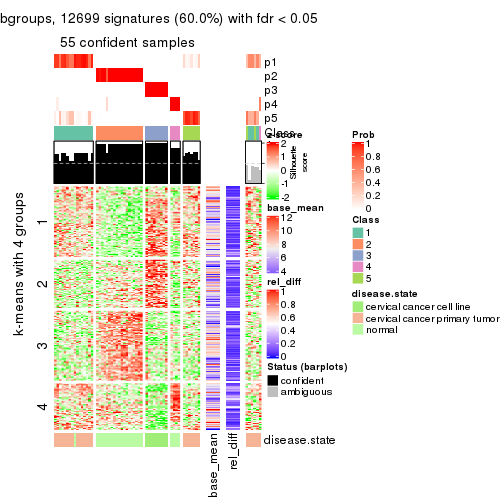 bgroups, 12699 signatures (60.0%) with fdr < 0.05
55 confident samples
p1
p2
p3
p4
p5
Class
z-score
2
1
0
-1
-2
Silhouette
score
Prob
1
0.8
0.6
0.4
0.2
0
k-means with 4 groups
1
2
3
4
base_mean
12
10
8
6
4
Class
1
2
3
4
5
rel_diff
1
0.8
0.6
0.4
0.2
0
disease.state
cervical cancer cell line
cervical cancer primary tumor
normal
Status (barplots)
confident
ambiguous
disease.state
base_mean
rel_diff